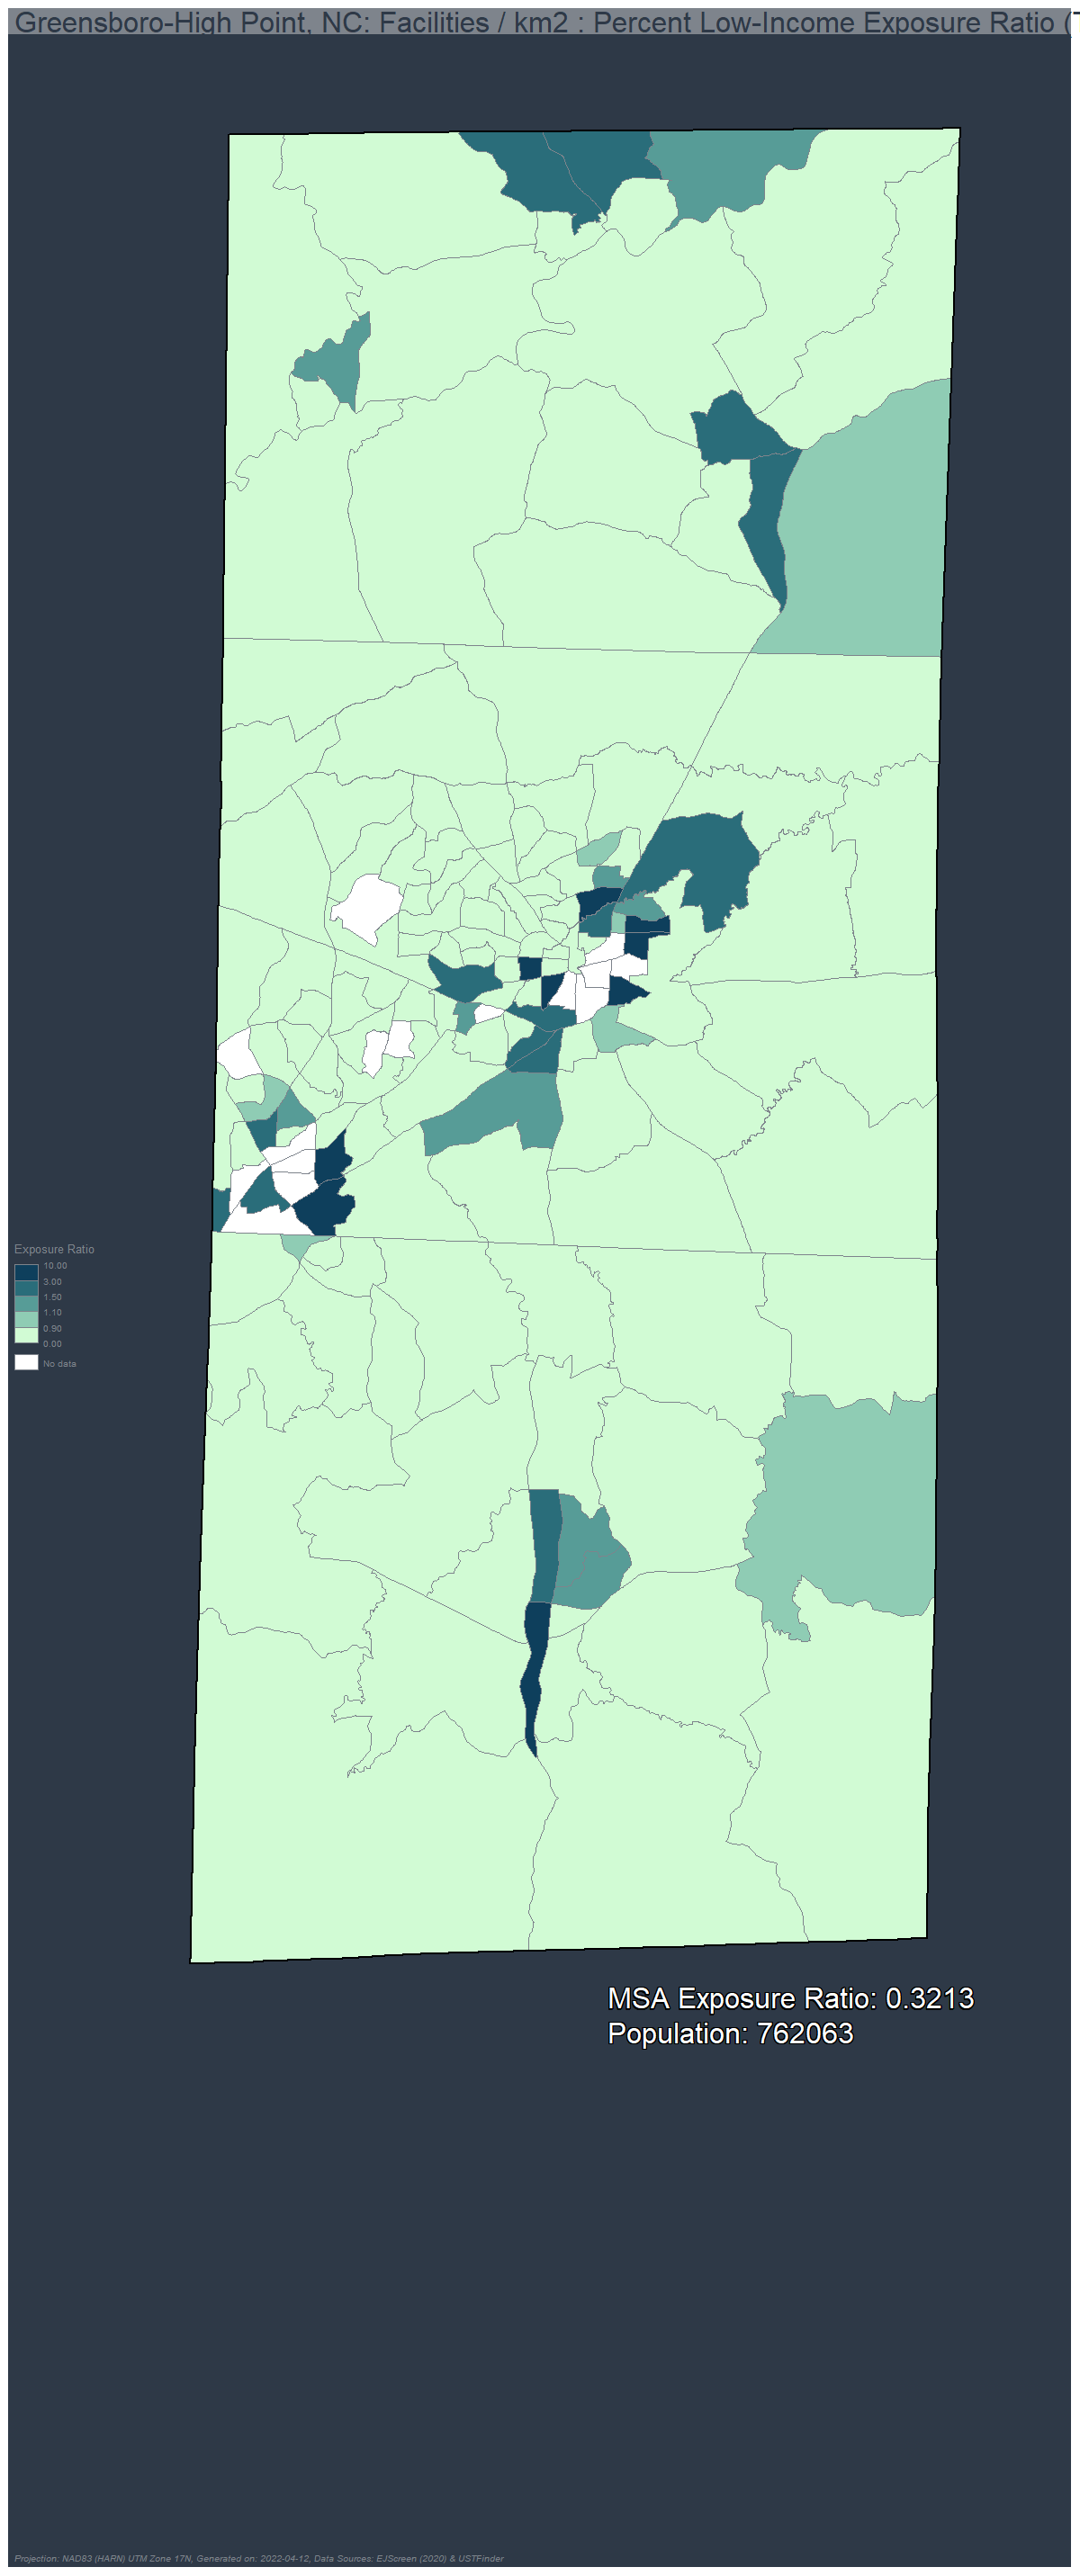 Greensboro-High Point, NC: Facilities / km2 : Percent Low-Income Exposure Ratio (T
Exposure Ratio
10.00
3.00
1.50
1.10
0.90
0.00
No data
MSA Exposure Ratio: 0.3213
Population: 762063
Projection: NAD83 (HARN) UTM Zone 17N, Generated on: 2022-04-12, Data Sources: EJScreen (2020) & USTFinder